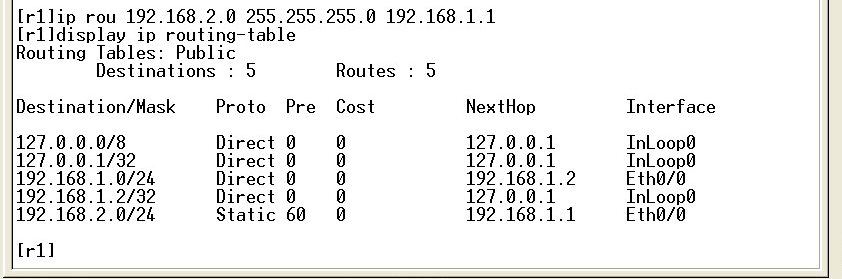 [r1]ip rou 192.168.2.0 255.255.255.0 192.168.1.1
[r1]display ip routing-table
Routing Tables: Public
Destinations : 5 Routes : 5
Destination/Mask Proto Pre Cost NextHop Interface
127.0.0.0/8 Direct 0 0 127.0.0.1 InLoop0
127.0.0.1/32 Direct 0 0 127.0.0.1 InLoop0
192.168.1.0/24 Direct 0 0 192.168.1.2 Eth0/0
192.168.1.2/32 Direct 0 0 127.0.0.1 InLoop0
192.168.2.0/24 Static 60 0 192.168.1.1 Eth0/0
[r1]